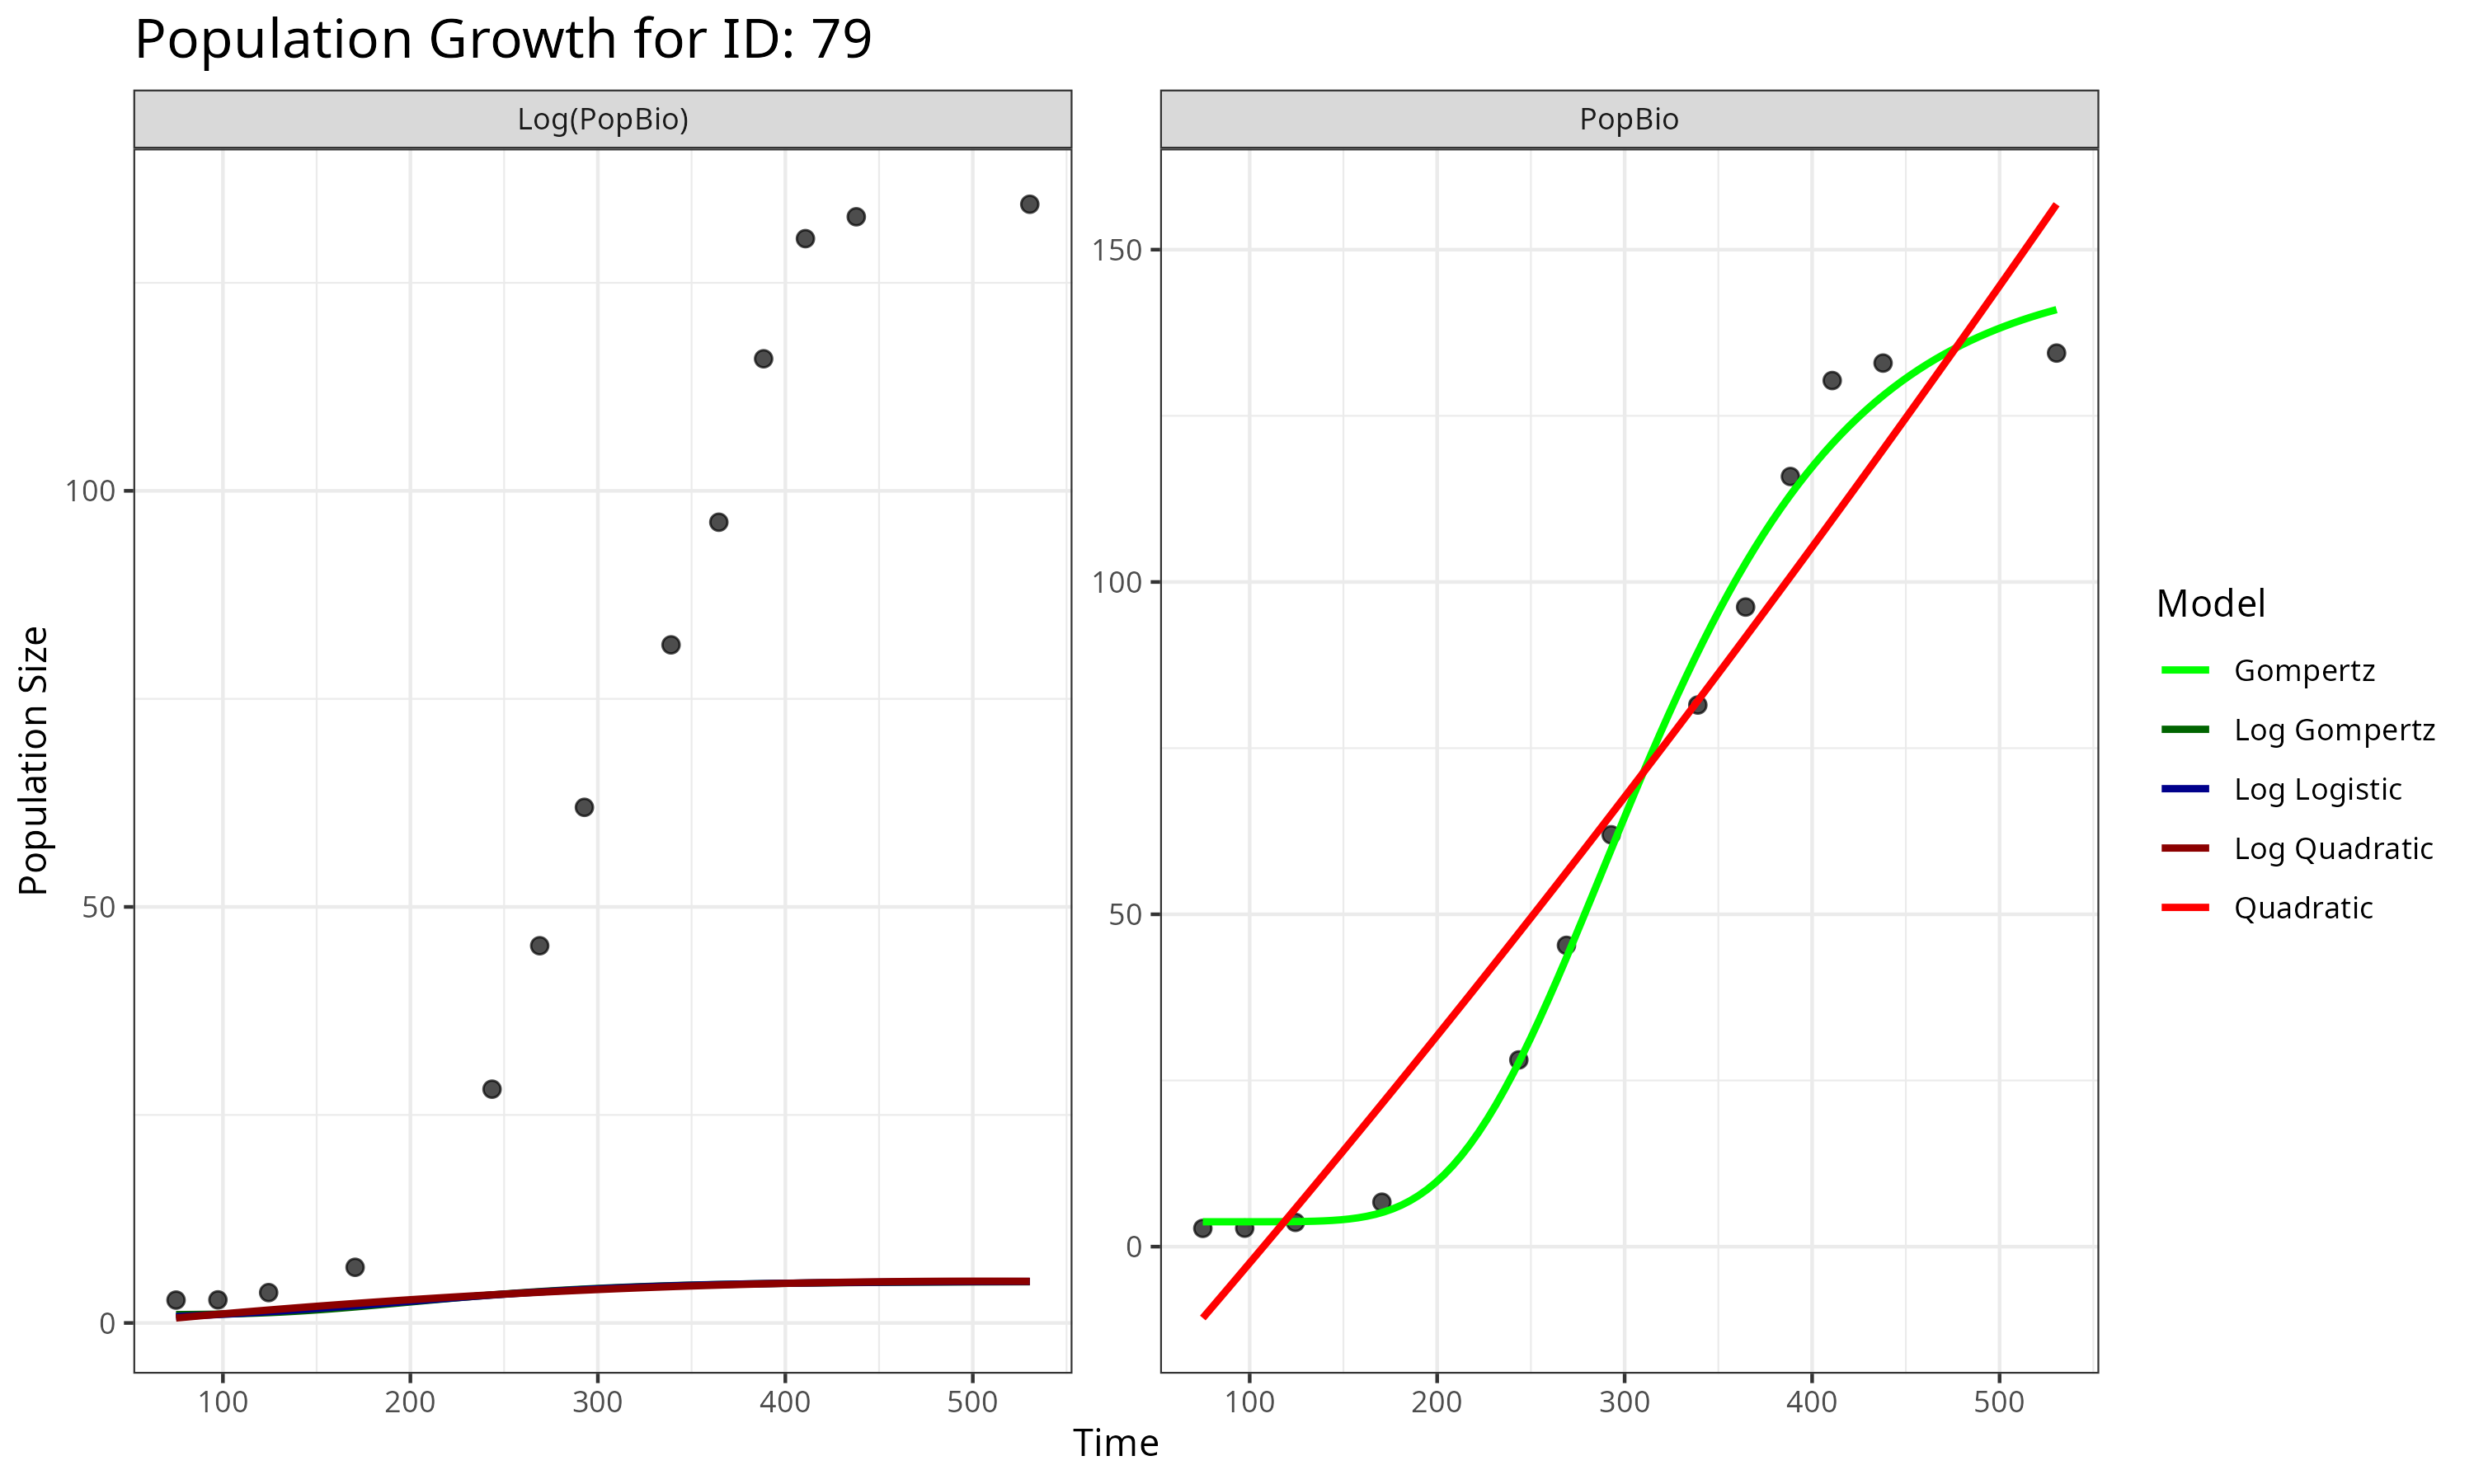 Population Growth for ID: 79
Log(PopBio)
PopBio
Population Size
100
50
0
150
100
50
0
100 200 300 400 500
100 200 300 400 500
Time
Model
Gompertz
Log Gompertz
Log Logistic
Log Quadratic
Quadratic